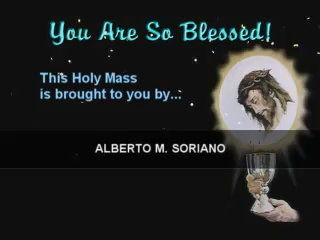 You Are So Blessed!
This Holy Mass
is brought to you by...
ALBERTO M. SORIANO